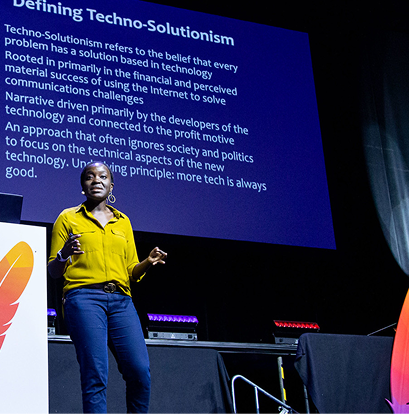 Defining Techno-Solutionism
Techno-Solutionism refers to the belief that every
problem has a solution based in technology
Rooted in primarily in the financial and perceived
material success of using the Internet to solve
communications challenges
Narrative driven primarily by the developers of the
technology and connected to the profit motive
An approach that often ignores society and politics
to focus on the technical aspects of the new
technology. principle: more tech is always
good.